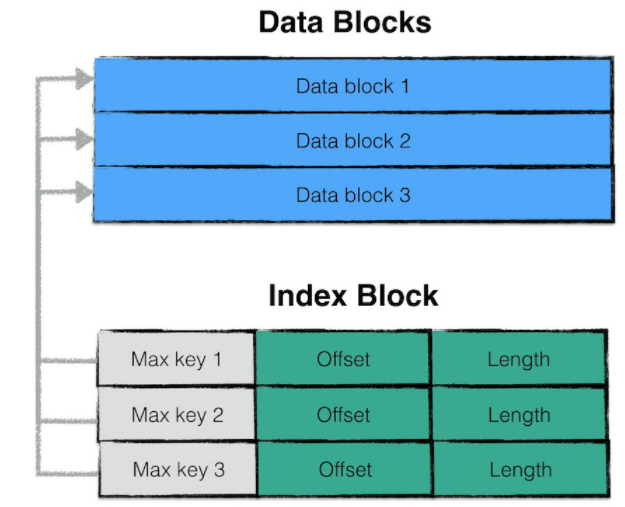 Data Blocks
Data block 1
Data block 2
Data block 3
Index Block
Max key 1 Offset Length
Max key 2 Offset Length
Max key 3 Offset Length